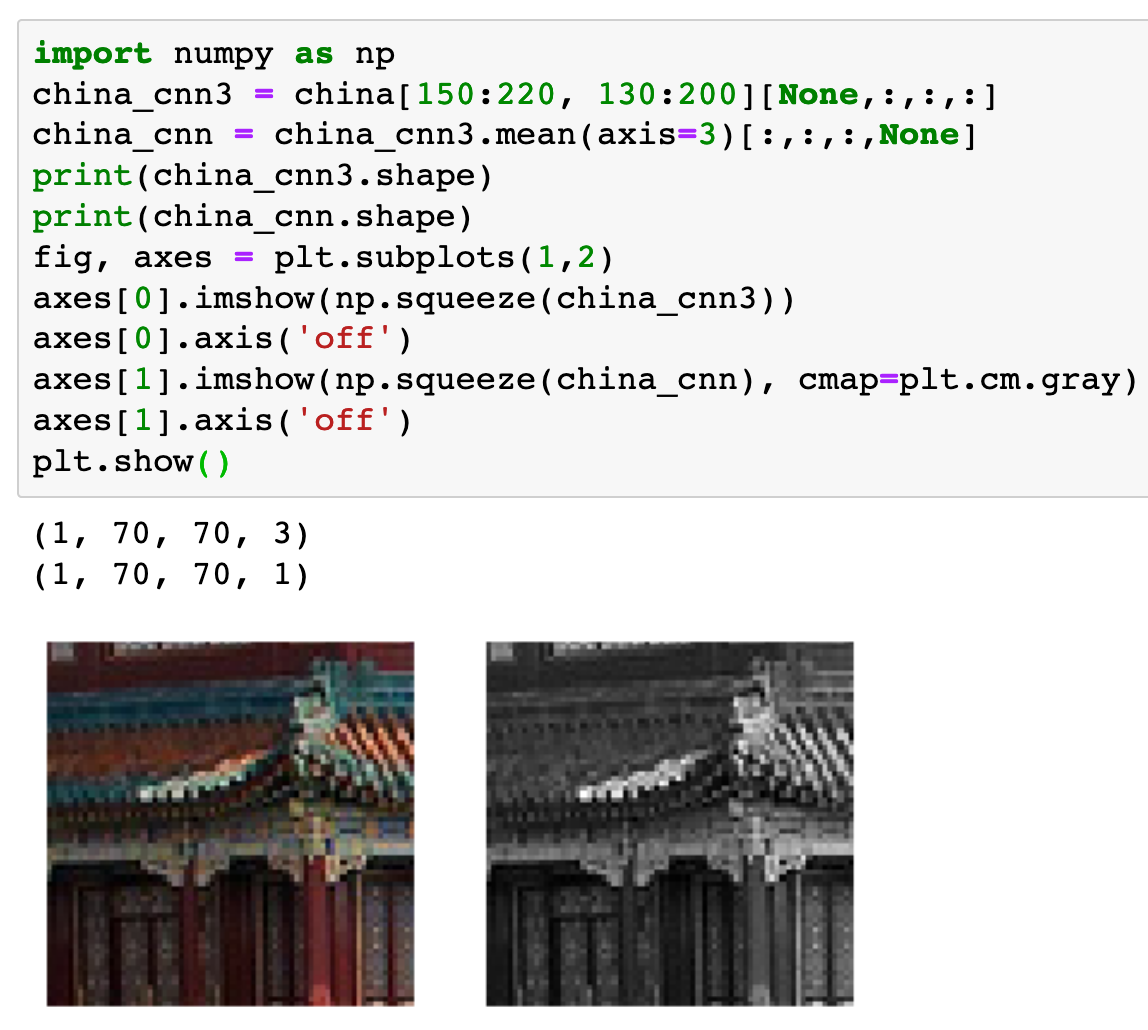 import numpy as np
china_cnn3 = china[150:220, 130:200][None,:,:,:]
china_cnn = china_cnn3.mean(axis=3)[:,:,:,None]
print(china_cnn3.shape)
print(china_cnn.shape)
fig, axes = plt.subplots(1,2)
axes[0].imshow(np.squeeze(china_cnn3))
axes[0].axis('off')
axes[1].imshow(np.squeeze(china_cnn), cmap=plt.cm.gray)
axes[1].axis('off')
plt.show()
(1, 70, 70, 3)
(1, 70, 70, 1)